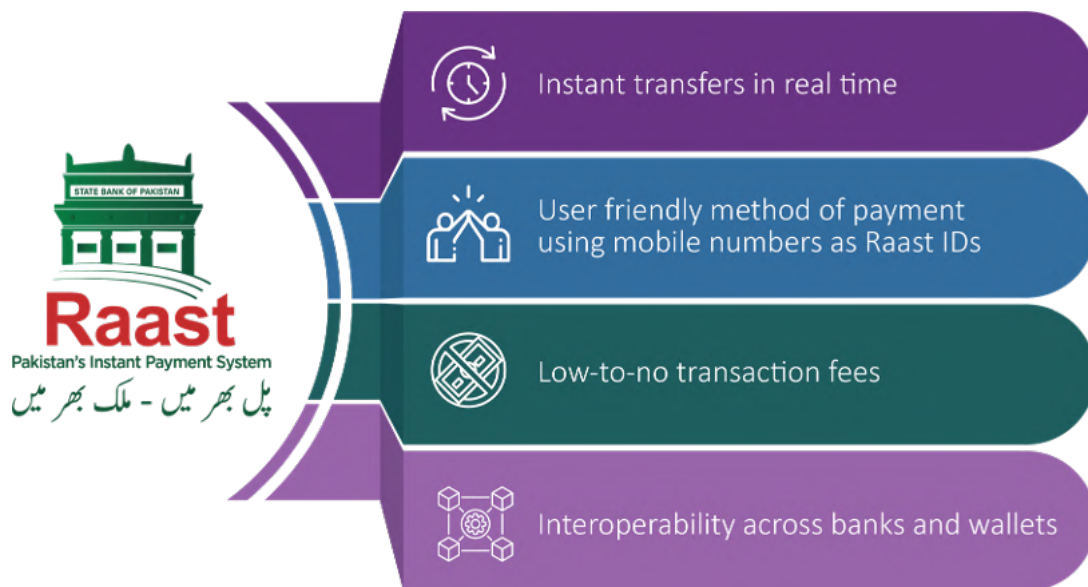 STATE BANK OF PAKISTAN
Raast
Pakistan's Instant Payment System
پل بھر میں - ملک بھر میں
Instant transfers in real time
User friendly method of payment
using mobile numbers as Raast IDs
Low-to-no transaction fees
Interoperability across banks and wallets